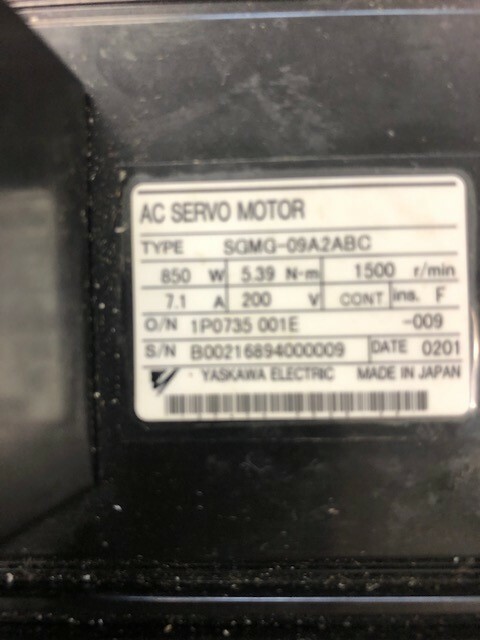 AC SERVO MOTOR
TYPE SGMG-09A2ABC
850 W 5.39 N-m 1500 r/min
7.1 A 200 V CONT. ins. F
O/N 1P0735 001E -009
S/N B00216894000009 DATE 0201
YASKAWA ELECTRIC MADE IN JAPAN